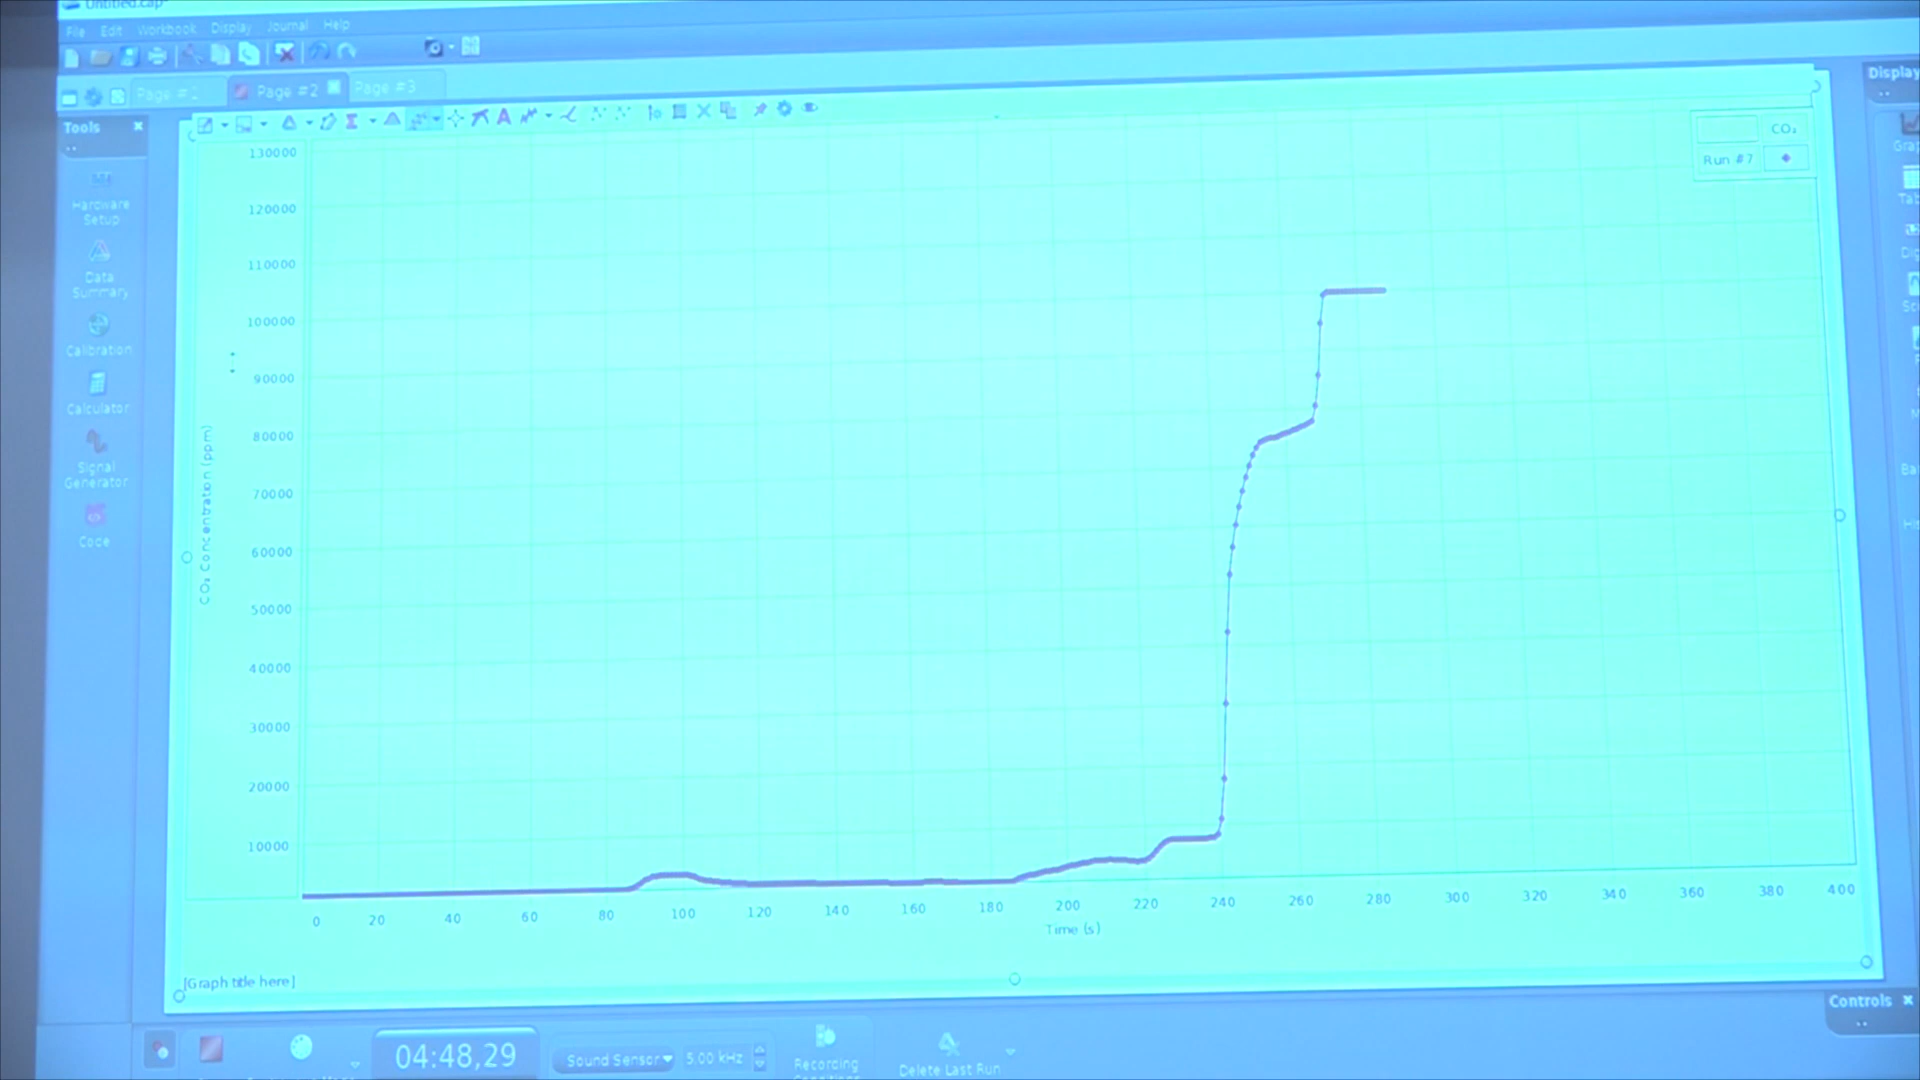 Untitled.cap*
File Edit Workbook Display Journal Help
Page #1 Page #2 Page #3
Tools
Display
Hardware
Setup
Data
Summary
Calibration
Calculator
Signal
Generator
Code
CO₂
Run #7
130000
120000
110000
100000
90000
80000
70000
60000
50000
40000
30000
20000
10000
CO₂ Concentration (ppm)
0 20 40 60 80 100 120 140 160 180 200 220 240 260 280 300 320 340 360 380 400
Time (s)
[Graph title here]
Controls
04:48,29
Sound Sensor
5.00 kHz
Recording
Delete Last Run